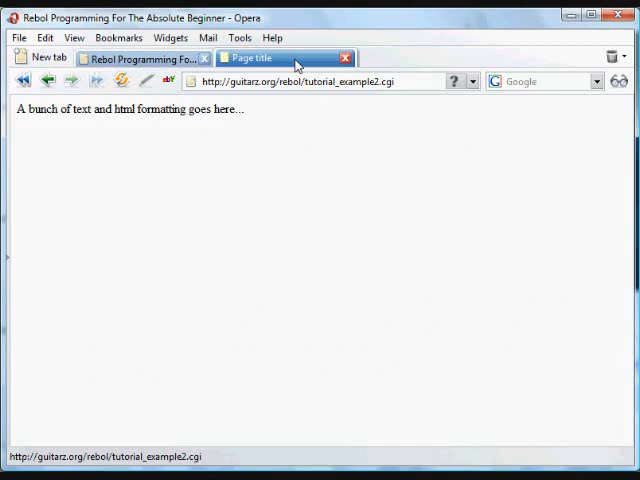 Rebol Programming For The Absolute Beginner - Opera
File Edit View Bookmarks Widgets Mail Tools Help
New tab Rebol Programming Fo... Page title
ebY http://guitarz.org/rebol/tutorial_example2.cgi ? Google
A bunch of text and html formatting goes here...
http://guitarz.org/rebol/tutorial_example2.cgi